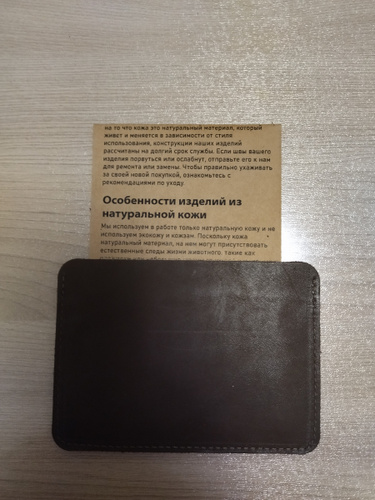 на то что кожа это натуральный материал, который
живет и меняется в зависимости от стиля
использования, конструкции наших изделий
рассчитаны на долгий срок службы. Если швы вашего
изделия порвуться или ослабнут, отправьте его к нам
для ремонта или замены. Чтобы правильно ухаживать
за своей новой покупкой, ознакомьтесь с
рекомендациями по уходу.
Особенности изделий из
натуральной кожи
Мы используем в работе только натуральную кожу и не
используем экокожу и кожзам. Поскольку кожа
натуральный материал, на нем могут присутствовать
естественные следы жизни животного, такие как